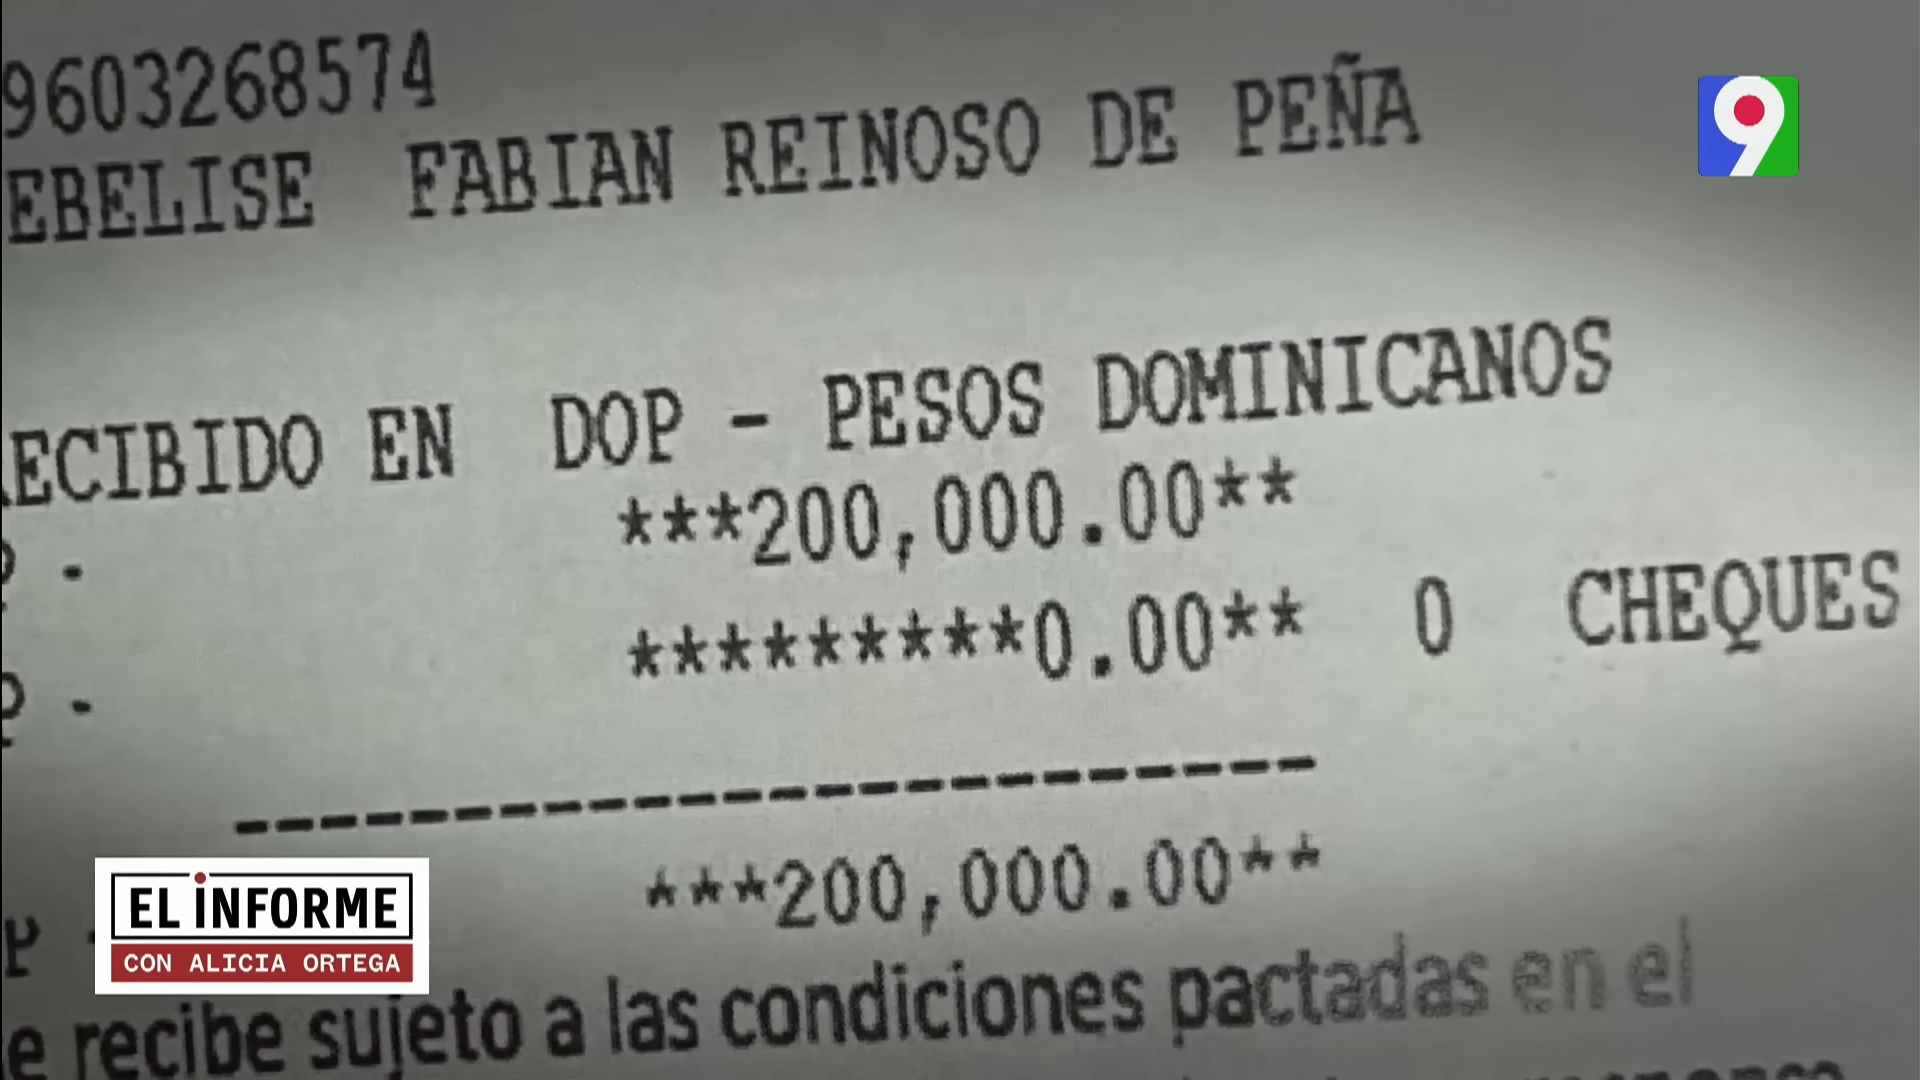 9603268574
EBELISE FABIAN REINOSO DE PEÑA
9
RECIBIDO EN DOP - PESOS DOMINICANOS
***200,000.00**
*********0.00** 0 CHEQUES
------------------------
***200,000.00**
EL INFORME
CON ALICIA ORTEGA
e recibe sujeto a las condiciones pactadas en el